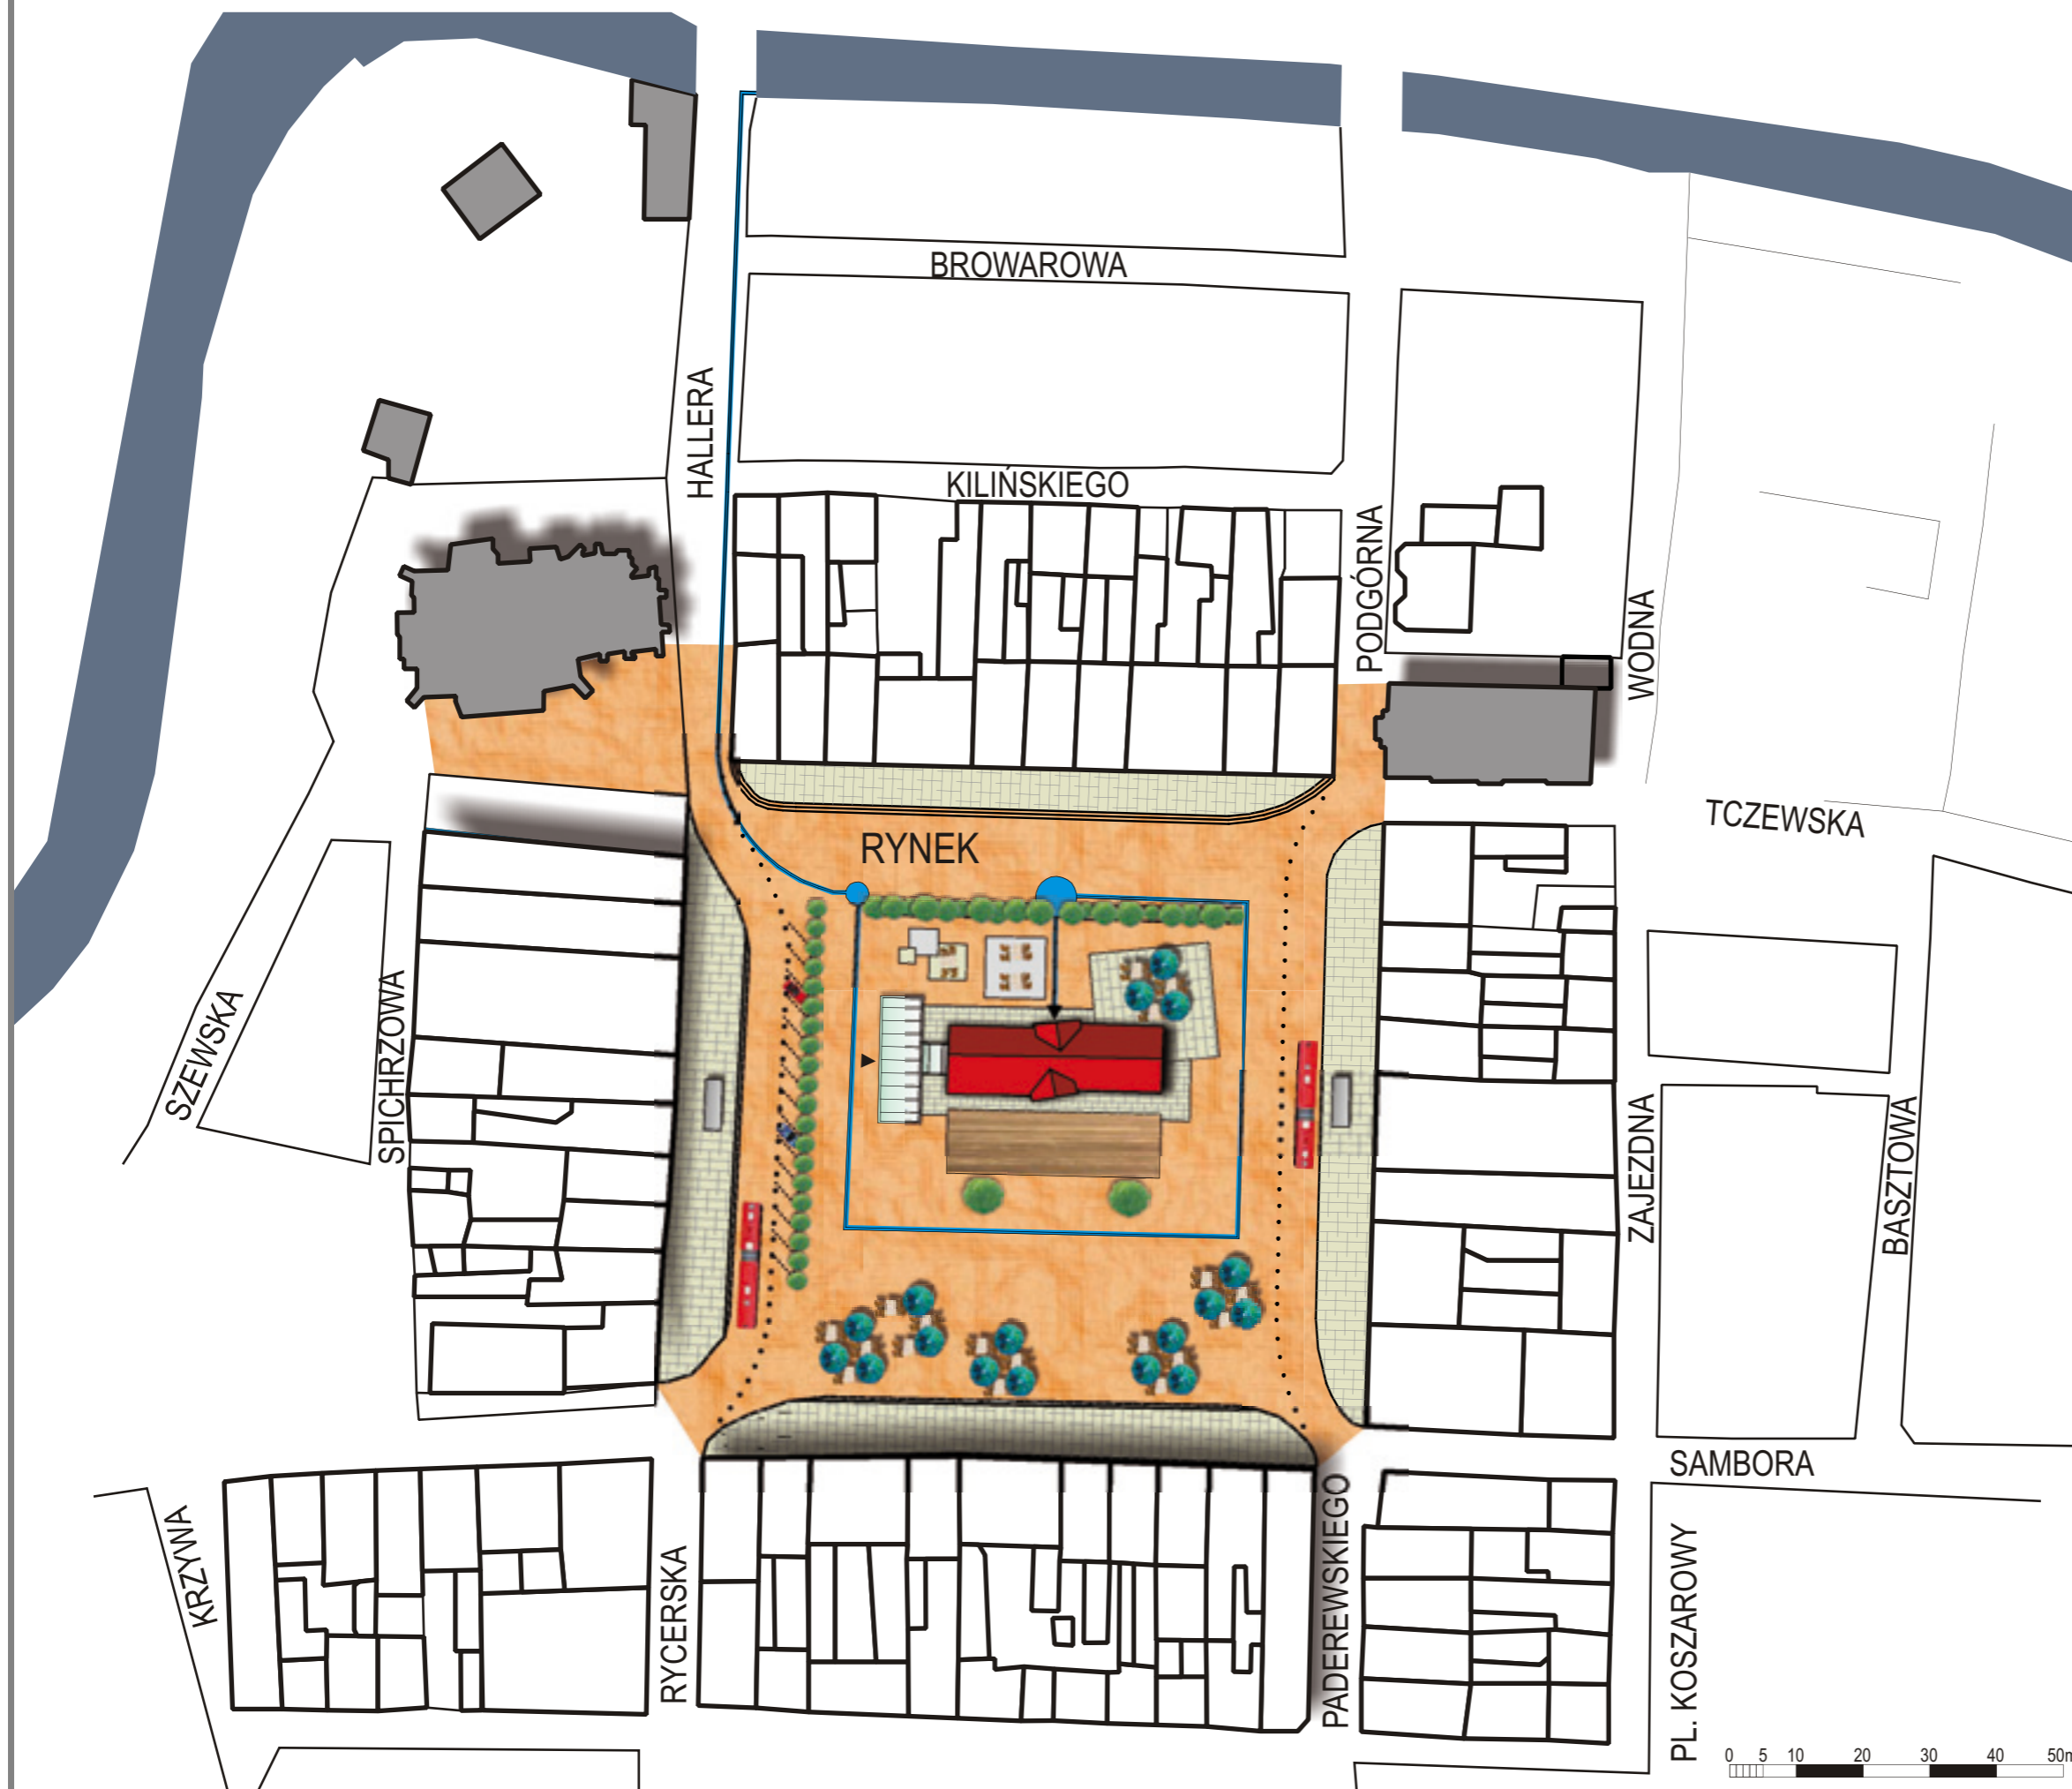 BROWAROWA
HALLERA
KILIŃSKIEGO
PODGÓRNA
WODNA
TCZEWSKA
RYNEK
SZEWSKA
SPICHRZOWA
ZAJEZDNA
BASZTOWA
SAMBORA
KRZYWA
RYCERSKA
PADEREWSKIEGO
PL. KOSZAROWY
0 5 10 20 30 40 50m